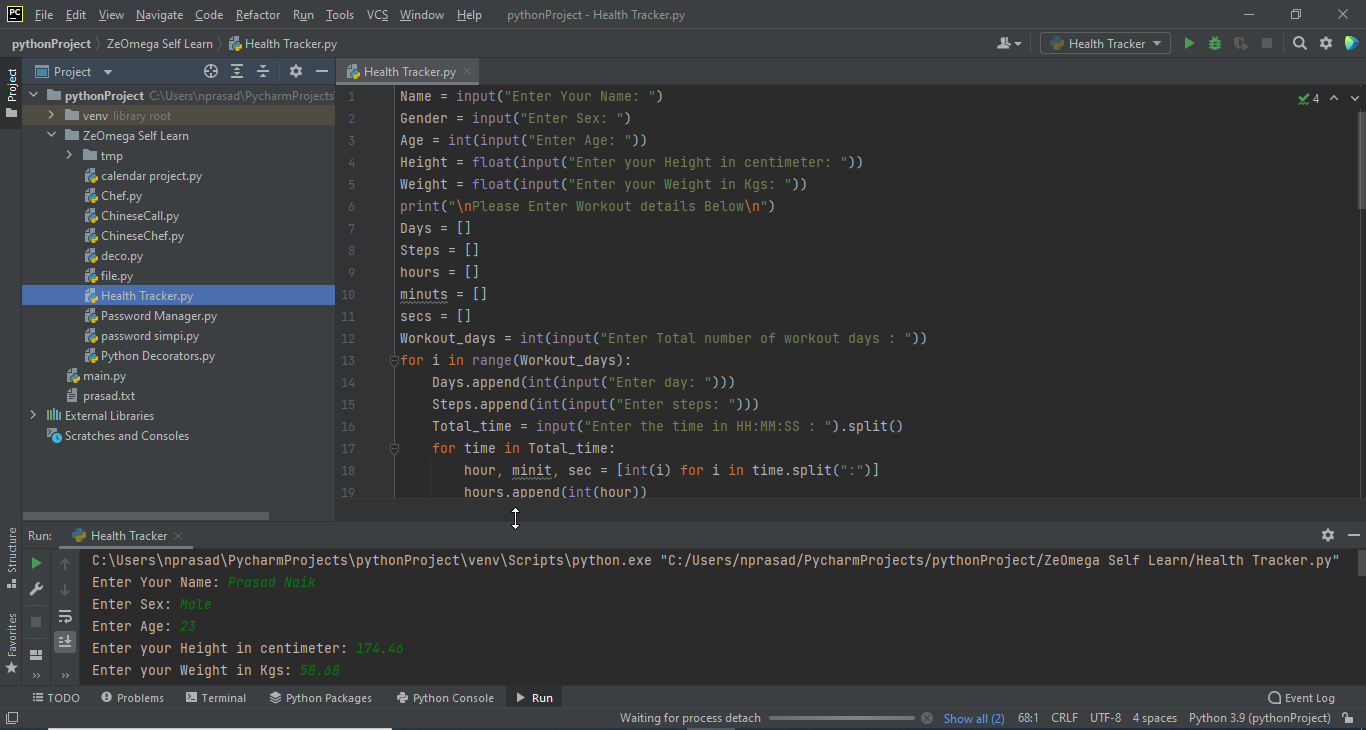 PC File Edit View Navigate Code Refactor Run Tools VCS Window Help pythonProject - Health Tracker.py
pythonProject ZeOmega Self Learn Health Tracker.py Health Tracker
Project Project Health Tracker.py
pythonProject C:\Users\nprasad\PycharmProjects
venv library root
ZeOmega Self Learn
tmp
calendar project.py
Chef.py
ChineseCall.py
ChineseChef.py
deco.py
file.py
Health Tracker.py
Password Manager.py
password simpi.py
Python Decorators.py
main.py
prasad.txt
External Libraries
Scratches and Consoles
4
1 Name = input("Enter Your Name: ")
2 Gender = input("Enter Sex: ")
3 Age = int(input("Enter Age: "))
4 Height = float(input("Enter your Height in centimeter: "))
5 Weight = float(input("Enter your Weight in Kgs: "))
6 print("\nPlease Enter Workout details Below\n")
7 Days = []
8 Steps = []
9 hours = []
10 minuts = []
11 secs = []
12 Workout_days = int(input("Enter Total number of workout days : "))
13 for i in range(Workout_days):
14 Days.append(int(input("Enter day: ")))
15 Steps.append(int(input("Enter steps: ")))
16 Total_time = input("Enter the time in HH:MM:SS : ").split()
17 for time in Total_time:
18 hour, minit, sec = [int(i) for i in time.split(":")]
19 hours.append(int(hour))
Structure
Favorites
Run: Health Tracker
C:\Users\nprasad\PycharmProjects\pythonProject\venv\Scripts\python.exe "C:/Users/nprasad/PycharmProjects/pythonProject/ZeOmega Self Learn/Health Tracker.py"
Enter Your Name: Prasad Naik
Enter Sex: Male
Enter Age: 23
Enter your Height in centimeter: 174.46
Enter your Weight in Kgs: 58.68
TODO Problems Terminal Python Packages Python Console Run Event Log
Waiting for process detach Show all (2) 68:1 CRLF UTF-8 4 spaces Python 3.9 (pythonProject)